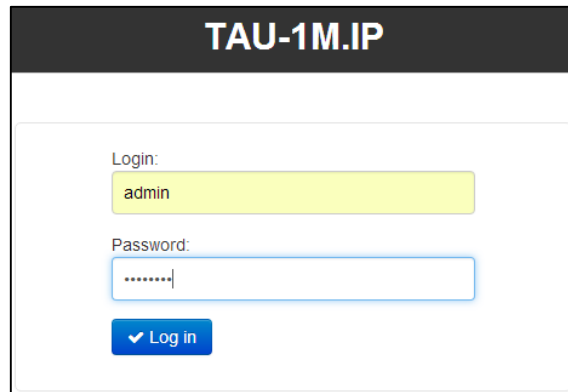 TAU-1M.IP
Login:
admin
Password:
••••••••
Log in